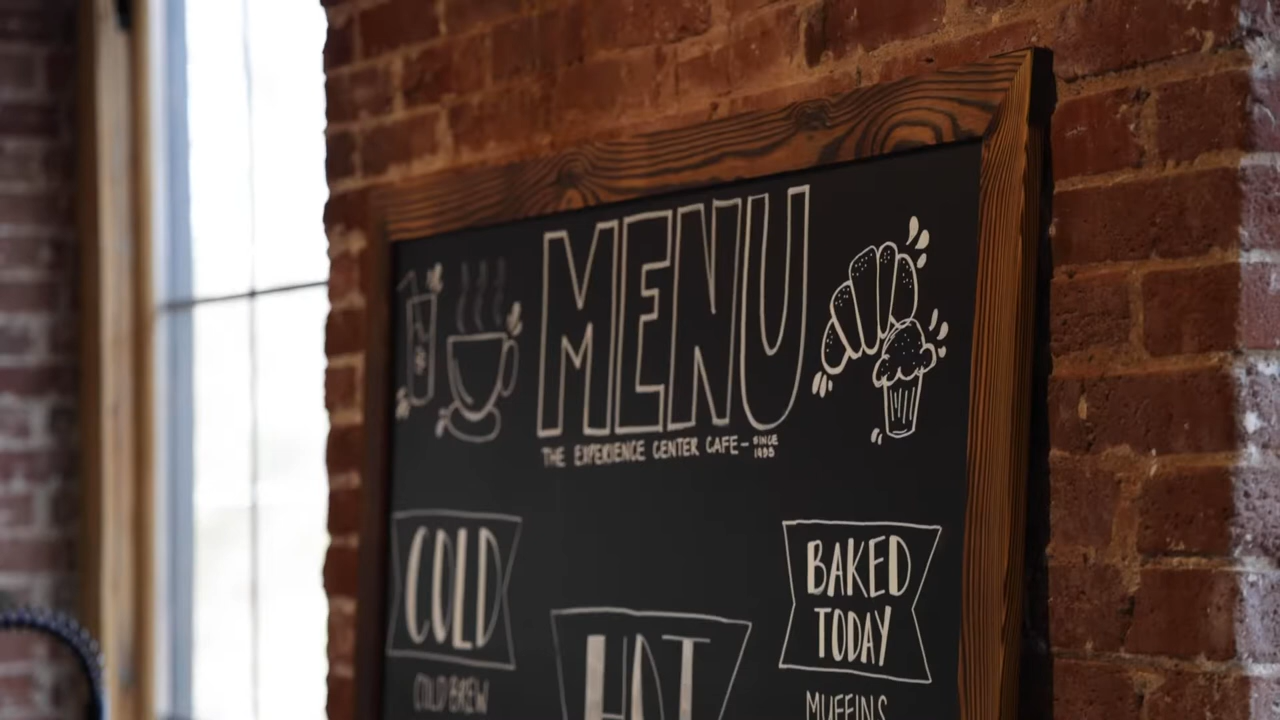 MENU
THE EXPERIENCE CENTER CAFE - SINCE 1995
COLD
COLD BREW
HOT
BAKED
TODAY
MUFFINS